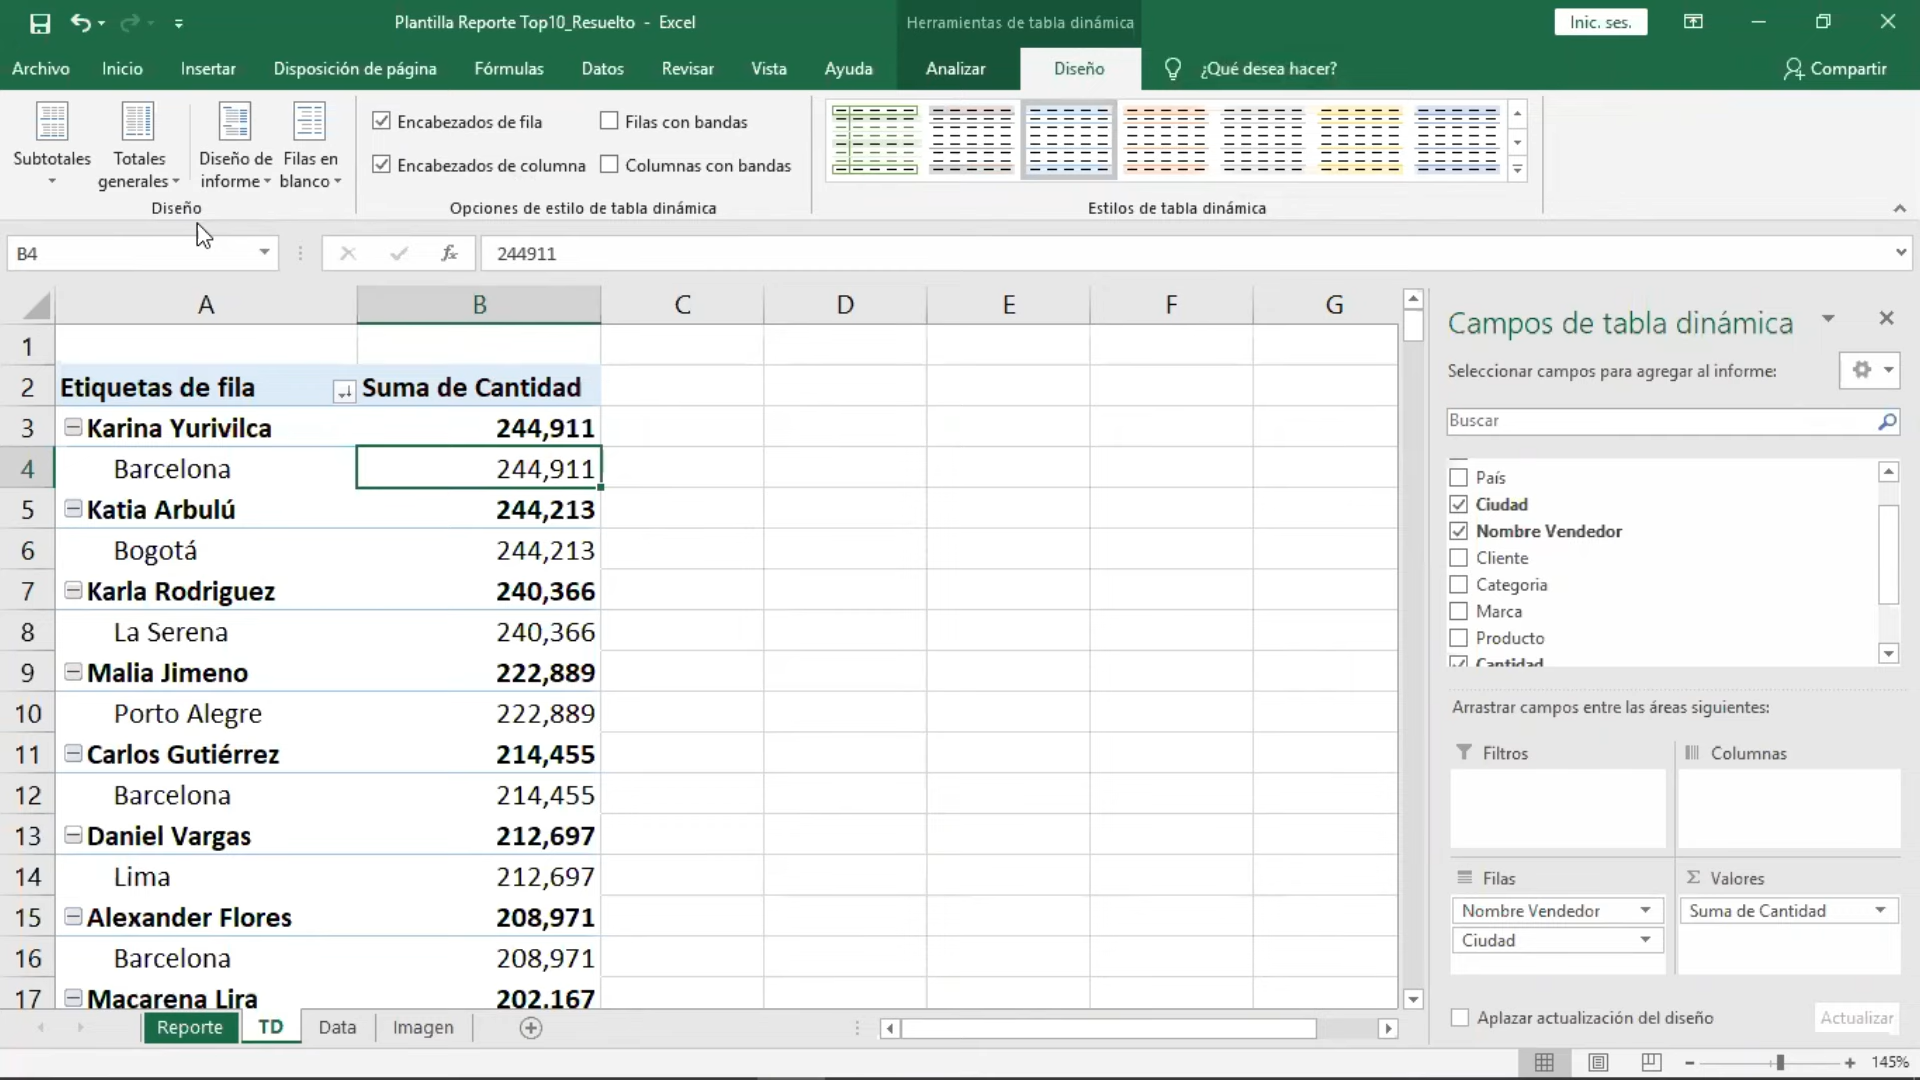 Plantilla Reporte Top10_Resuelto - Excel
Herramientas de tabla dinámica
Inic. ses.
Archivo Inicio Insertar Disposición de página Fórmulas Datos Revisar Vista Ayuda Analizar Diseño ¿Qué desea hacer? Compartir
Subtotales
Totales generales
Diseño de informe
Filas en blanco
Diseño
Encabezados de fila
Filas con bandas
Encabezados de columna
Columnas con bandas
Opciones de estilo de tabla dinámica
Estilos de tabla dinámica
B4 fx 244911
A B C D E F G
1
2 Etiquetas de fila Suma de Cantidad
3 Karina Yurivilca 244,911
4 Barcelona 244,911
5 Katia Arbulú 244,213
6 Bogotá 244,213
7 Karla Rodriguez 240,366
8 La Serena 240,366
9 Malia Jimeno 222,889
10 Porto Alegre 222,889
11 Carlos Gutiérrez 214,455
12 Barcelona 214,455
13 Daniel Vargas 212,697
14 Lima 212,697
15 Alexander Flores 208,971
16 Barcelona 208,971
17 Macarena Lira 202,167
Campos de tabla dinámica
Seleccionar campos para agregar al informe:
Buscar
País
Ciudad
Nombre Vendedor
Cliente
Categoria
Marca
Producto
Cantidad
Arrastrar campos entre las áreas siguientes:
Filtros
Columnas
Filas
Σ Valores
Nombre Vendedor
Suma de Cantidad
Ciudad
Aplazar actualización del diseño
Actualizar
Reporte TD Data Imagen
145%